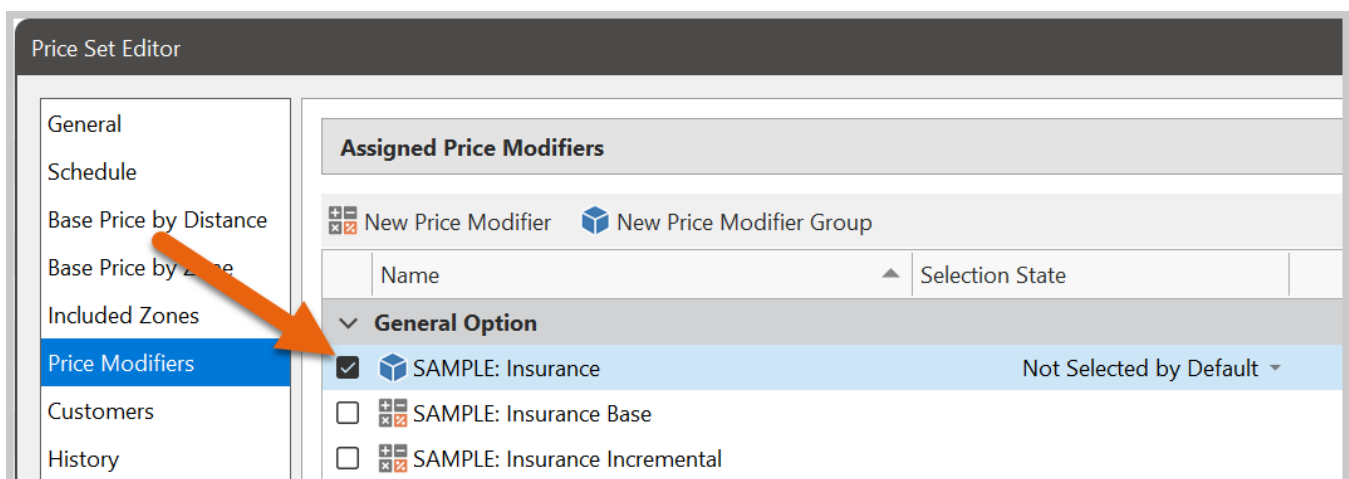 Price Set Editor
General
Schedule
Base Price by Distance
Base Price by
Included Zones
Price Modifiers
Customers
History
Assigned Price Modifiers
New Price Modifier New Price Modifier Group
Name Selection State
General Option
SAMPLE: Insurance Not Selected by Default
SAMPLE: Insurance Base
SAMPLE: Insurance Incremental